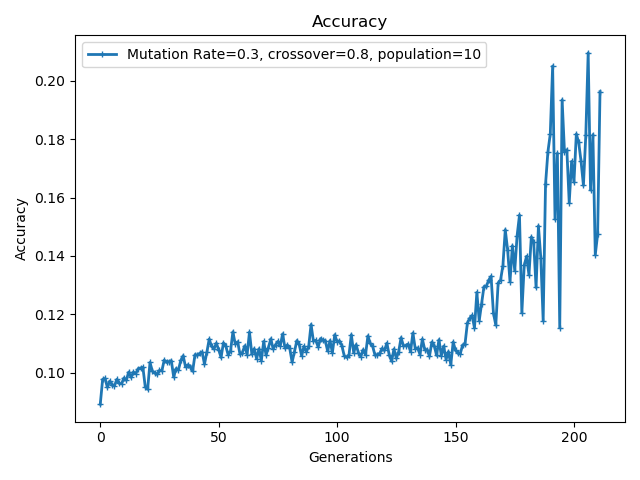 Accuracy
Mutation Rate=0.3, crossover=0.8, population=10
0.20
0.18
0.16
0.14
0.12
0.10
Accuracy
0 50 100 150 200
Generations